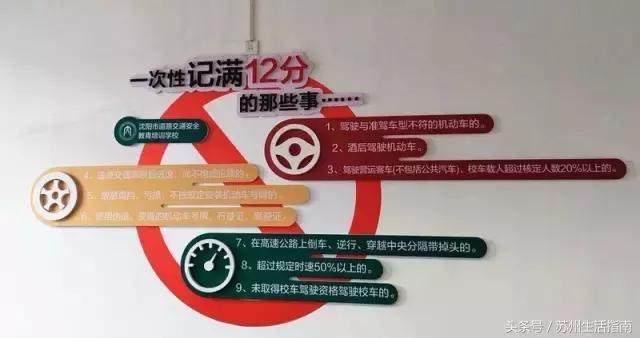 一次性记满12分
的那些事······
沈阳市道路交通安全
教育培训学校
1、驾驶与准驾车型不符的机动车的。
2、酒后驾驶机动车。
3、驾驶营运客车(不包括公共汽车)、校车载人超过核定人数20%以上的。
4、造成交通事故后逃逸,尚不构成犯罪的。
5、故意遮挡、污损、不按规定安装机动车号牌的。
6、使用伪造、变造的机动车号牌、行驶证、驾驶证。
7、在高速公路上倒车、逆行、穿越中央分隔带掉头的。
8、超过规定时速50%以上的。
9、未取得校车驾驶资格驾驶校车的。
头条号/苏州生活指南